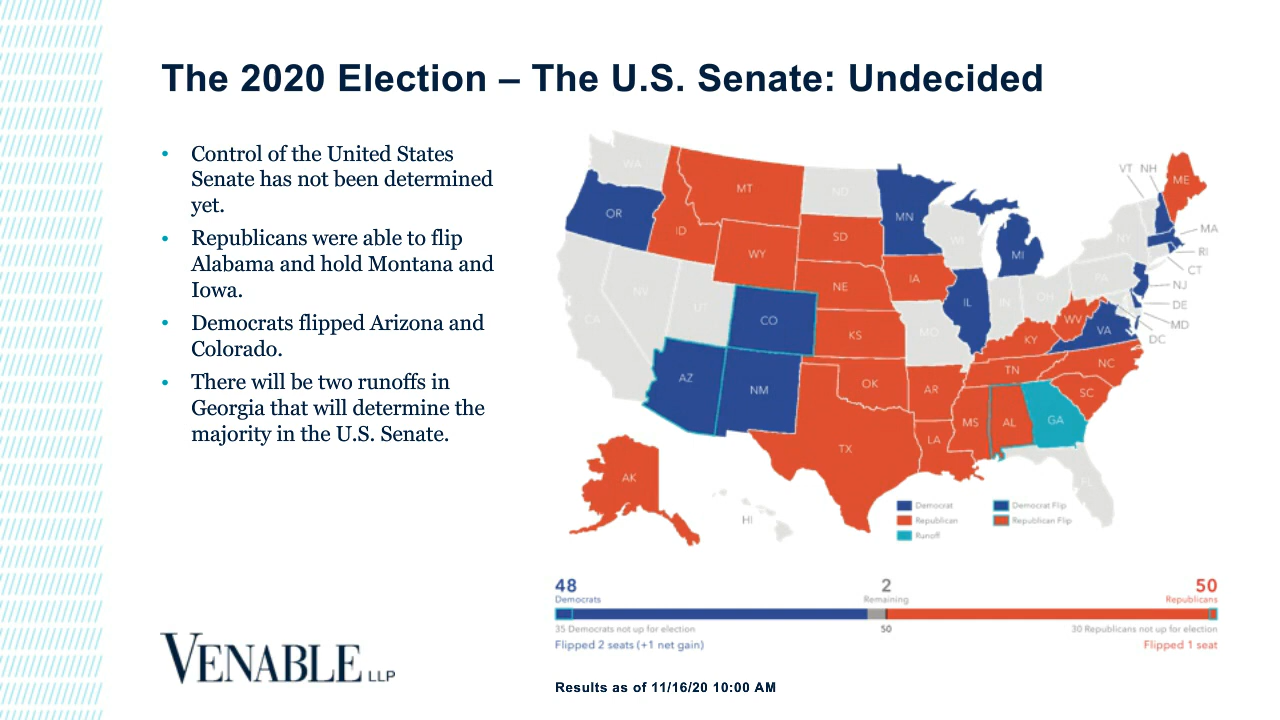 The 2020 Election – The U.S. Senate: Undecided
• Control of the United States
Senate has not been determined
yet.
• Republicans were able to flip
Alabama and hold Montana and
Iowa.
• Democrats flipped Arizona and
Colorado.
• There will be two runoffs in
Georgia that will determine the
majority in the U.S. Senate.
WA
OR
CA
NV
ID
MT
WY
UT
CO
AZ
NM
ND
SD
NE
KS
OK
TX
MN
IA
MO
AR
LA
WI
IL
MI
IN
OH
KY
TN
MS
AL
GA
FL
SC
NC
VA
WV
PA
NY
VT
NH
ME
MA
RI
CT
NJ
DE
MD
DC
AK
HI
Democrat
Republican
Runoff
Democrat Flip
Republican Flip
48
Democrats
2
Remaining
50
Republicans
35 Democrats not up for election
50
30 Republicans not up for election
Flipped 2 seats (+1 net gain)
Flipped 1 seat
VENABLE LLP
Results as of 11/16/20 10:00 AM